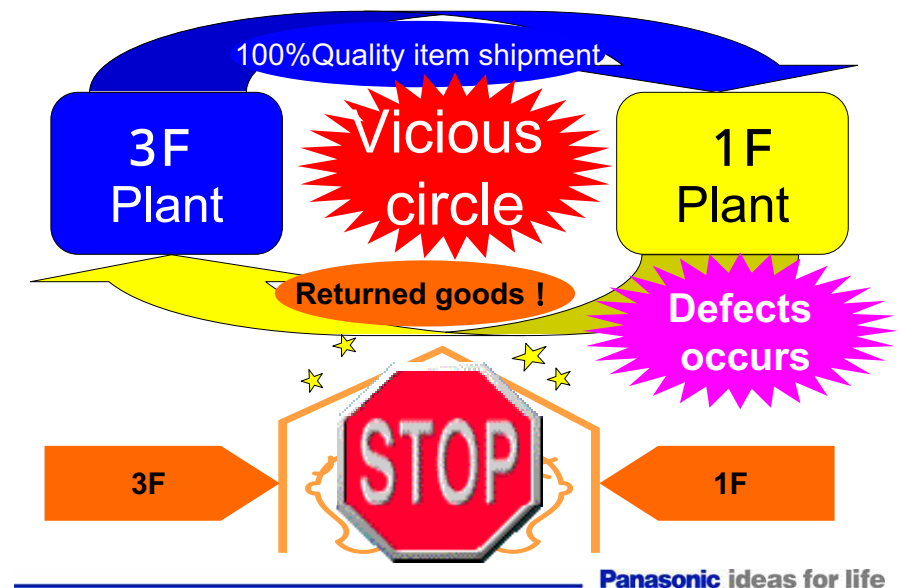 100%Quality item shipment
3F
Plant
Vicious
circle
1F
Plant
Returned goods！
Defects
occurs
STOP
3F
1F
Panasonic ideas for life